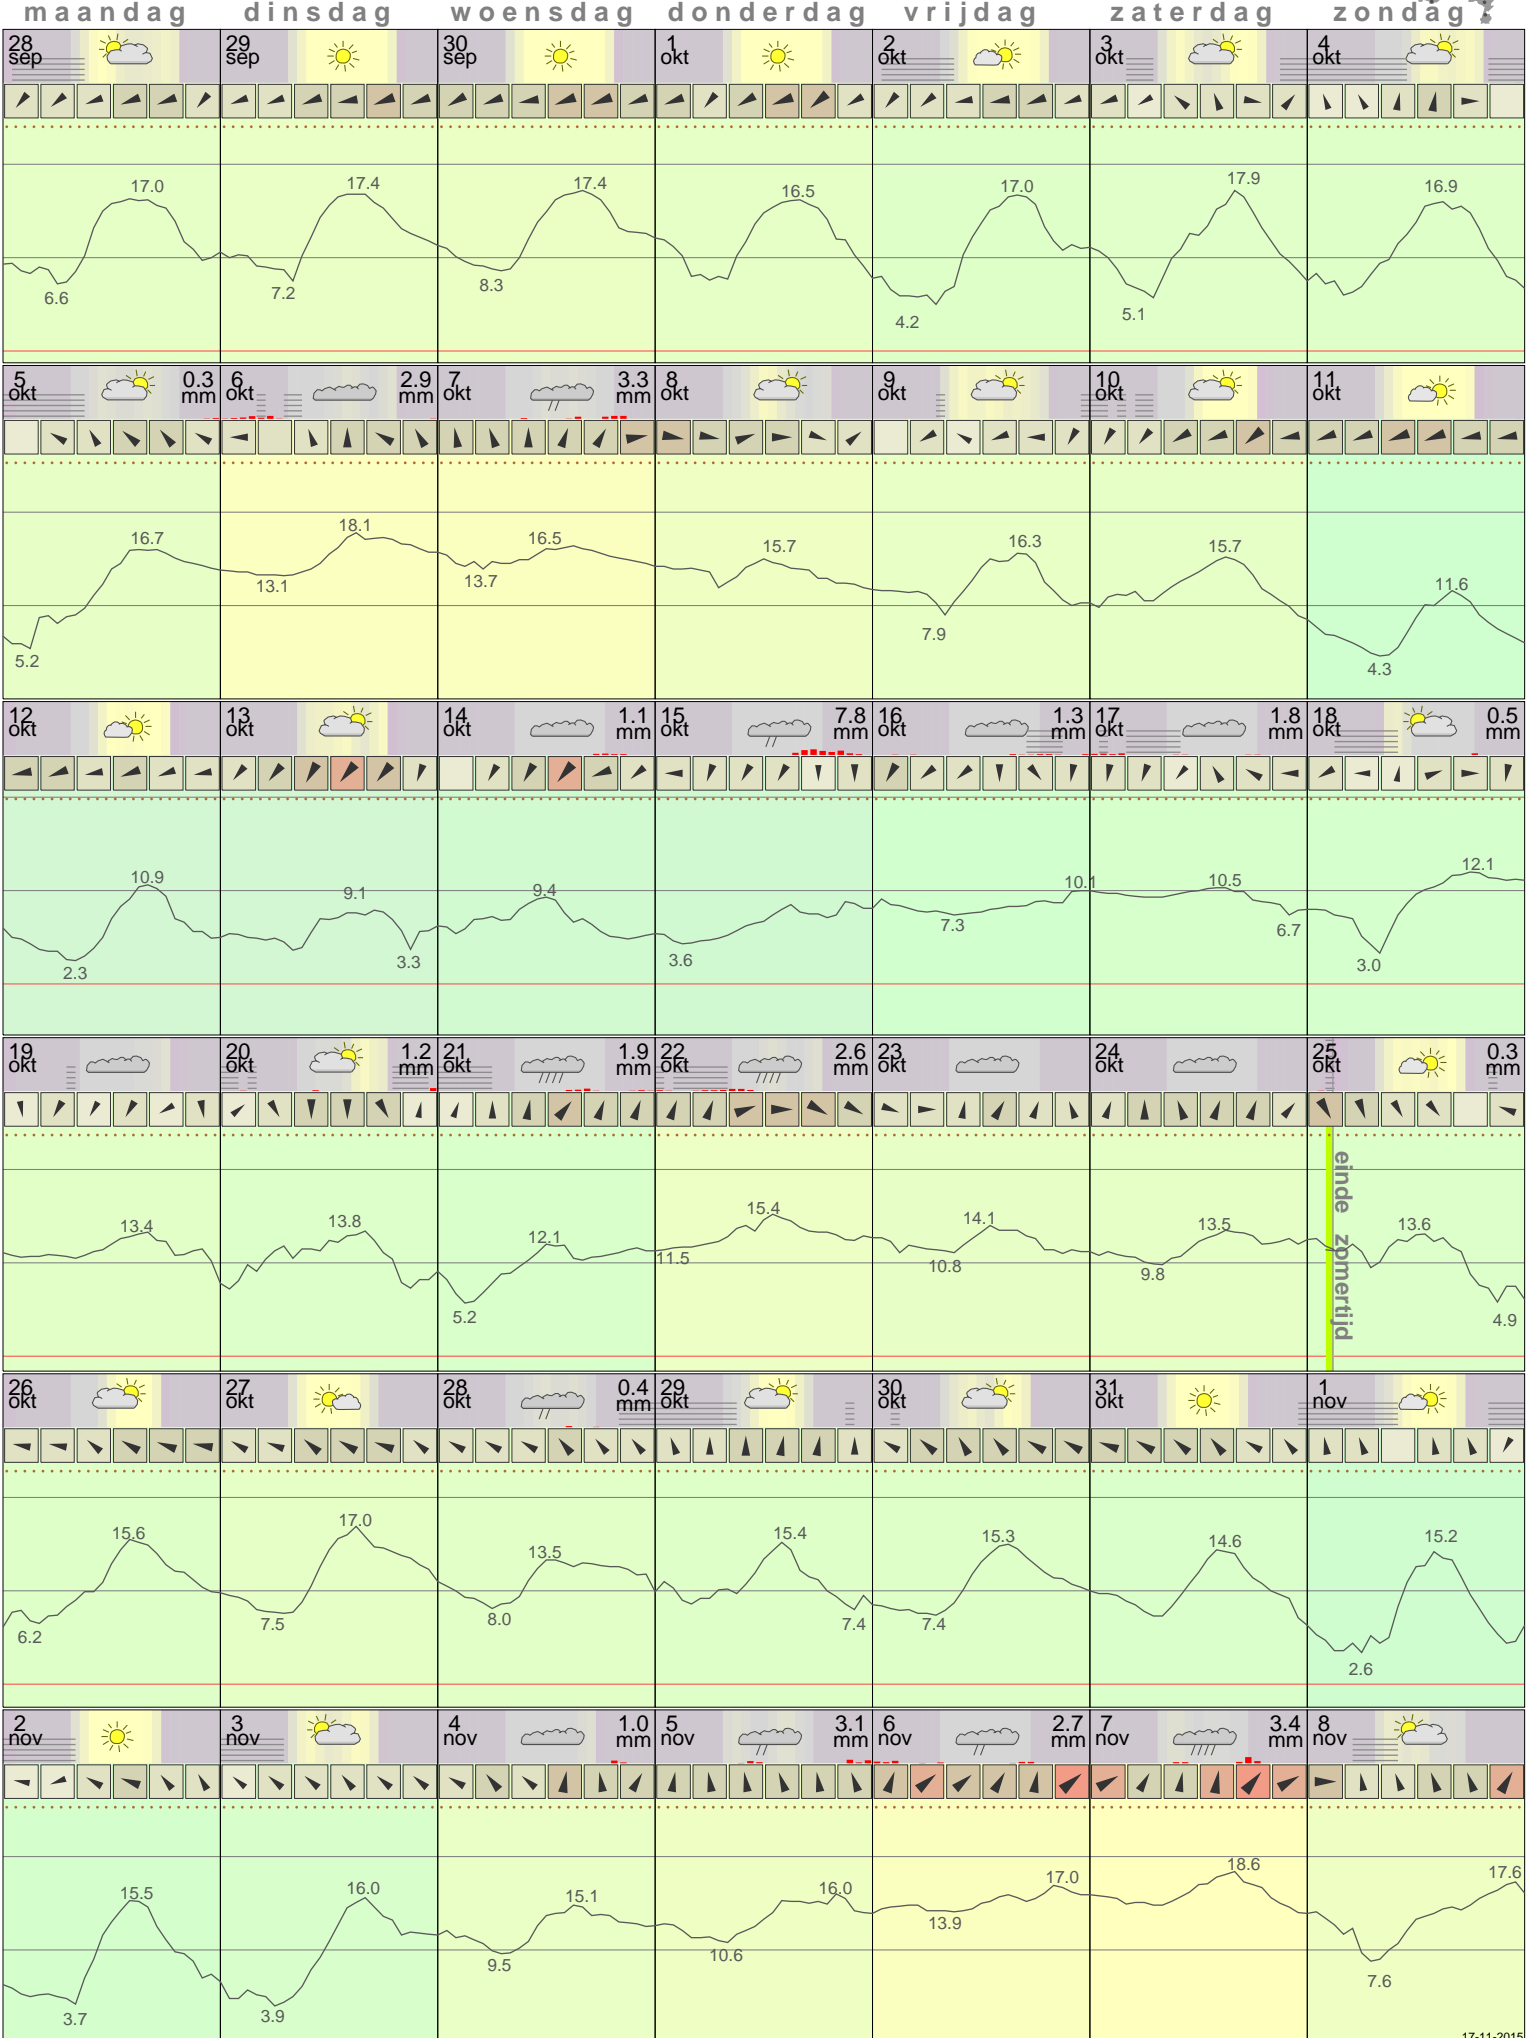 maandag dinsdag woensdag donderdag vrijdag zaterdag zondag
28 29 30 1 2 3 4
sep sep sep okt okt okt okt
17.0 17.4 17.4 16.5 17.0 17.9 16.9
6.6 7.2 8.3 4.2 5.1
5 0.3 6 2.9 7 3.3 8 9 10 11
okt mm okt mm okt mm okt okt okt okt
16.7 18.1 16.5 15.7 16.3 15.7 11.6
5.2 13.1 13.7 7.9 4.3
12 13 14 1.1 15 7.8 16 1.3 17 1.8 18 0.5
okt okt okt mm okt mm okt mm okt mm okt mm
10.9 9.1 9.4 10.1 10.5 12.1
2.3 3.3 3.6 7.3 6.7 3.0
19 20 1.2 21 1.9 22 2.6 23 24 25 0.3
okt okt mm okt mm okt mm okt okt okt mm
einde zomertijd
13.4 13.8 12.1 15.4 14.1 13.5 13.6
5.2 11.5 10.8 9.8 4.9
26 27 28 0.4 29 30 31 1
okt okt okt mm okt okt okt nov
15.6 17.0 13.5 15.4 15.3 14.6 15.2
6.2 7.5 8.0 7.4 7.4 2.6
2 3 4 1.0 5 3.1 6 2.7 7 3.4 8
nov nov nov mm nov mm nov mm nov mm nov
15.5 16.0 15.1 16.0 17.0 18.6 17.6
3.7 3.9 9.5 10.6 13.9 7.6
17-11-2015